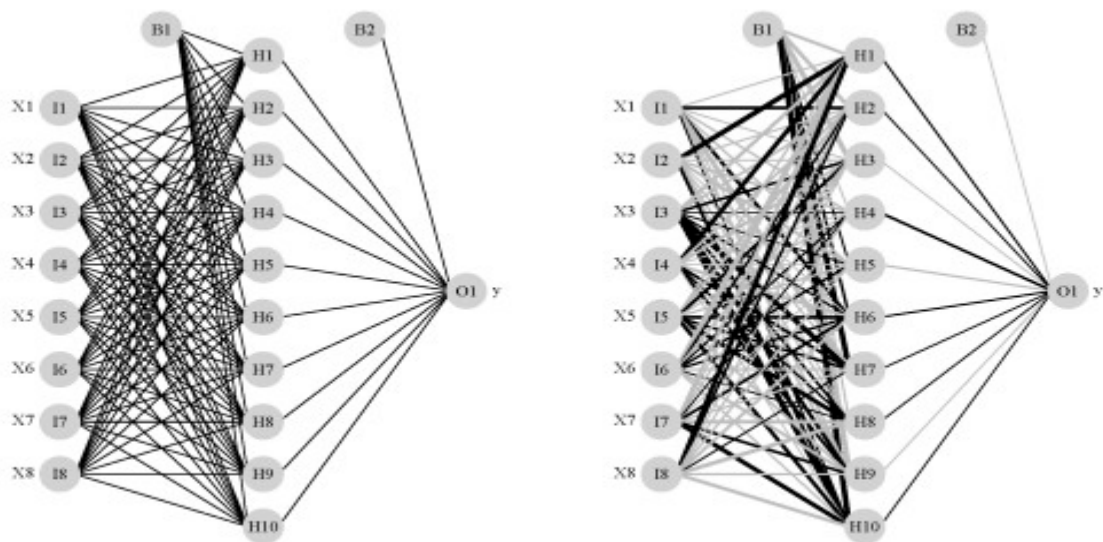 B1 B2
H1
X1 I1 H2
X2 I2 H3
X3 I3 H4
X4 I4 H5
O1 y
X5 I5 H6
X6 I6 H7
X7 I7 H8
X8 I8 H9
H10
B1 B2
H1
X1 I1 H2
X2 I2 H3
X3 I3 H4
X4 I4 H5
O1 y
X5 I5 H6
X6 I6 H7
X7 I7 H8
X8 I8 H9
H10